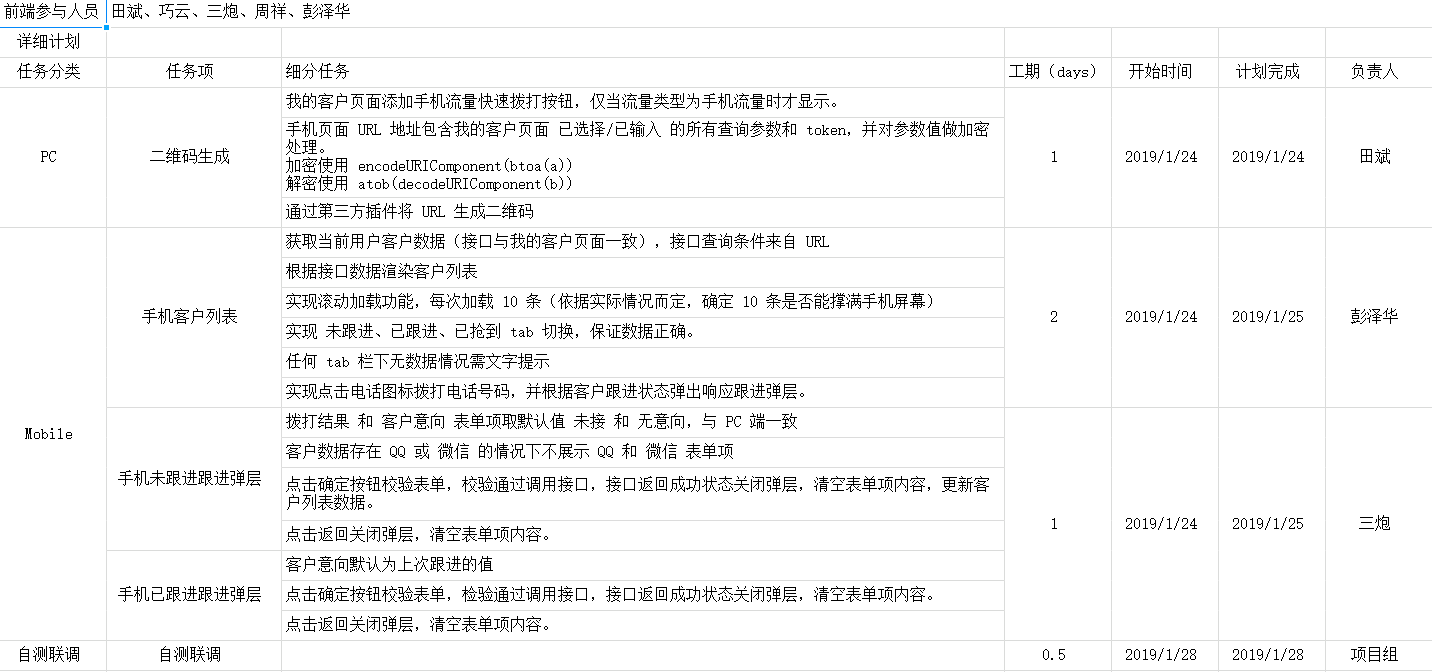 前端参与人员 田斌、巧云、三炮、周祥、彭泽华
详细计划
任务分类 任务项 细分任务 工期（days） 开始时间 计划完成 负责人
PC 二维码生成 1 2019/1/24 2019/1/24 田斌
我的客户页面添加手机流量快速拨打按钮，仅当流量类型为手机流量时才显示。
手机页面 URL 地址包含我的客户页面 已选择/已输入 的所有查询参数和 token，并对参数值做加密
处理。
加密使用 encodeURIComponent(btoa(a))
解密使用 atob(decodeURIComponent(b))
通过第三方插件将 URL 生成二维码
Mobile
手机客户列表 2 2019/1/24 2019/1/25 彭泽华
获取当前用户客户数据（接口与我的客户页面一致），接口查询条件来自 URL
根据接口数据渲染客户列表
实现滚动加载功能，每次加载 10 条（依据实际情况而定，确定 10 条是否能撑满手机屏幕）
实现 未跟进、已跟进、已抢到 tab 切换，保证数据正确。
任何 tab 栏下无数据情况需文字提示
实现点击电话图标拨打电话号码，并根据客户跟进状态弹出响应跟进弹层。
手机未跟进跟进弹层 1 2019/1/24 2019/1/25 三炮
拨打结果 和 客户意向 表单项取默认值 未接 和 无意向，与 PC 端一致
客户数据存在 QQ 或 微信 的情况下不展示 QQ 和 微信 表单项
点击确定按钮校验表单，校验通过调用接口，接口返回成功状态关闭弹层，清空表单项内容，更新客
户列表数据。
点击返回关闭弹层，清空表单项内容。
手机已跟进跟进弹层
客户意向默认为上次跟进的值
点击确定按钮校验表单，检验通过调用接口，接口返回成功状态关闭弹层，清空表单项内容。
点击返回关闭弹层，清空表单项内容。
自测联调 自测联调 0.5 2019/1/28 2019/1/28 项目组